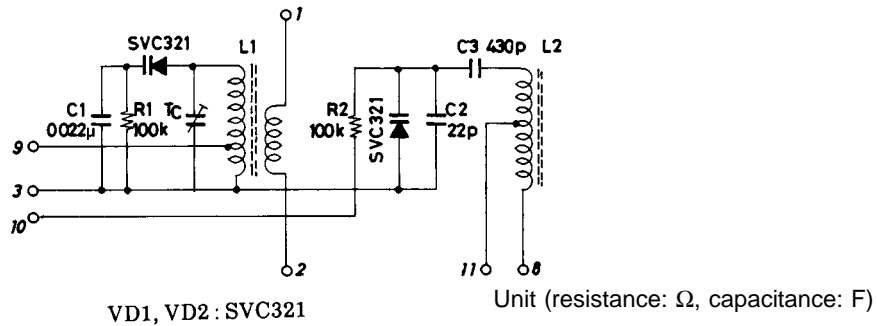 1
SVC321 L1 C3 430p L2
C1 0022μ R1 100k TC R2 100k SVC321 C2 22p
9
3
10
2 11 8
VD1, VD2 : SVC321
Unit (resistance: Ω, capacitance: F)